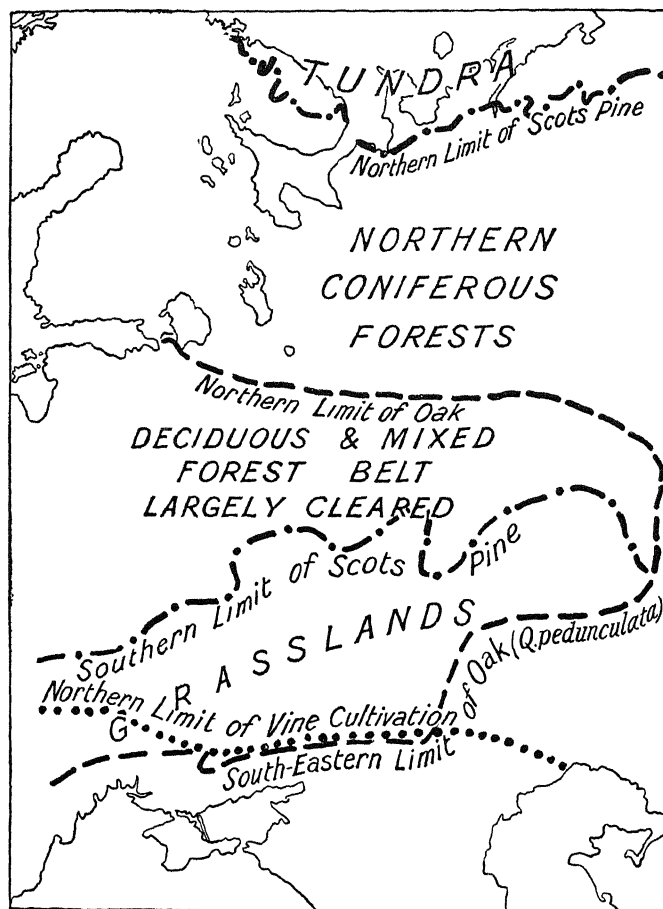 TUNDRA
Northern Limit of Scots Pine
NORTHERN
CONIFEROUS
FORESTS
Northern Limit of Oak
DECIDUOUS & MIXED
FOREST BELT
LARGELY CLEARED
Southern Limit of Scots Pine
GRASSLANDS
Northern Limit of Vine Cultivation
South-Eastern Limit of Oak (Q.pedunculata)